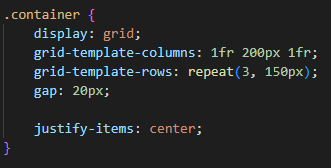 .container {
    display: grid;
    grid-template-columns: 1fr 200px 1fr;
    grid-template-rows: repeat(3, 150px);
    gap: 20px;

    justify-items: center;
}